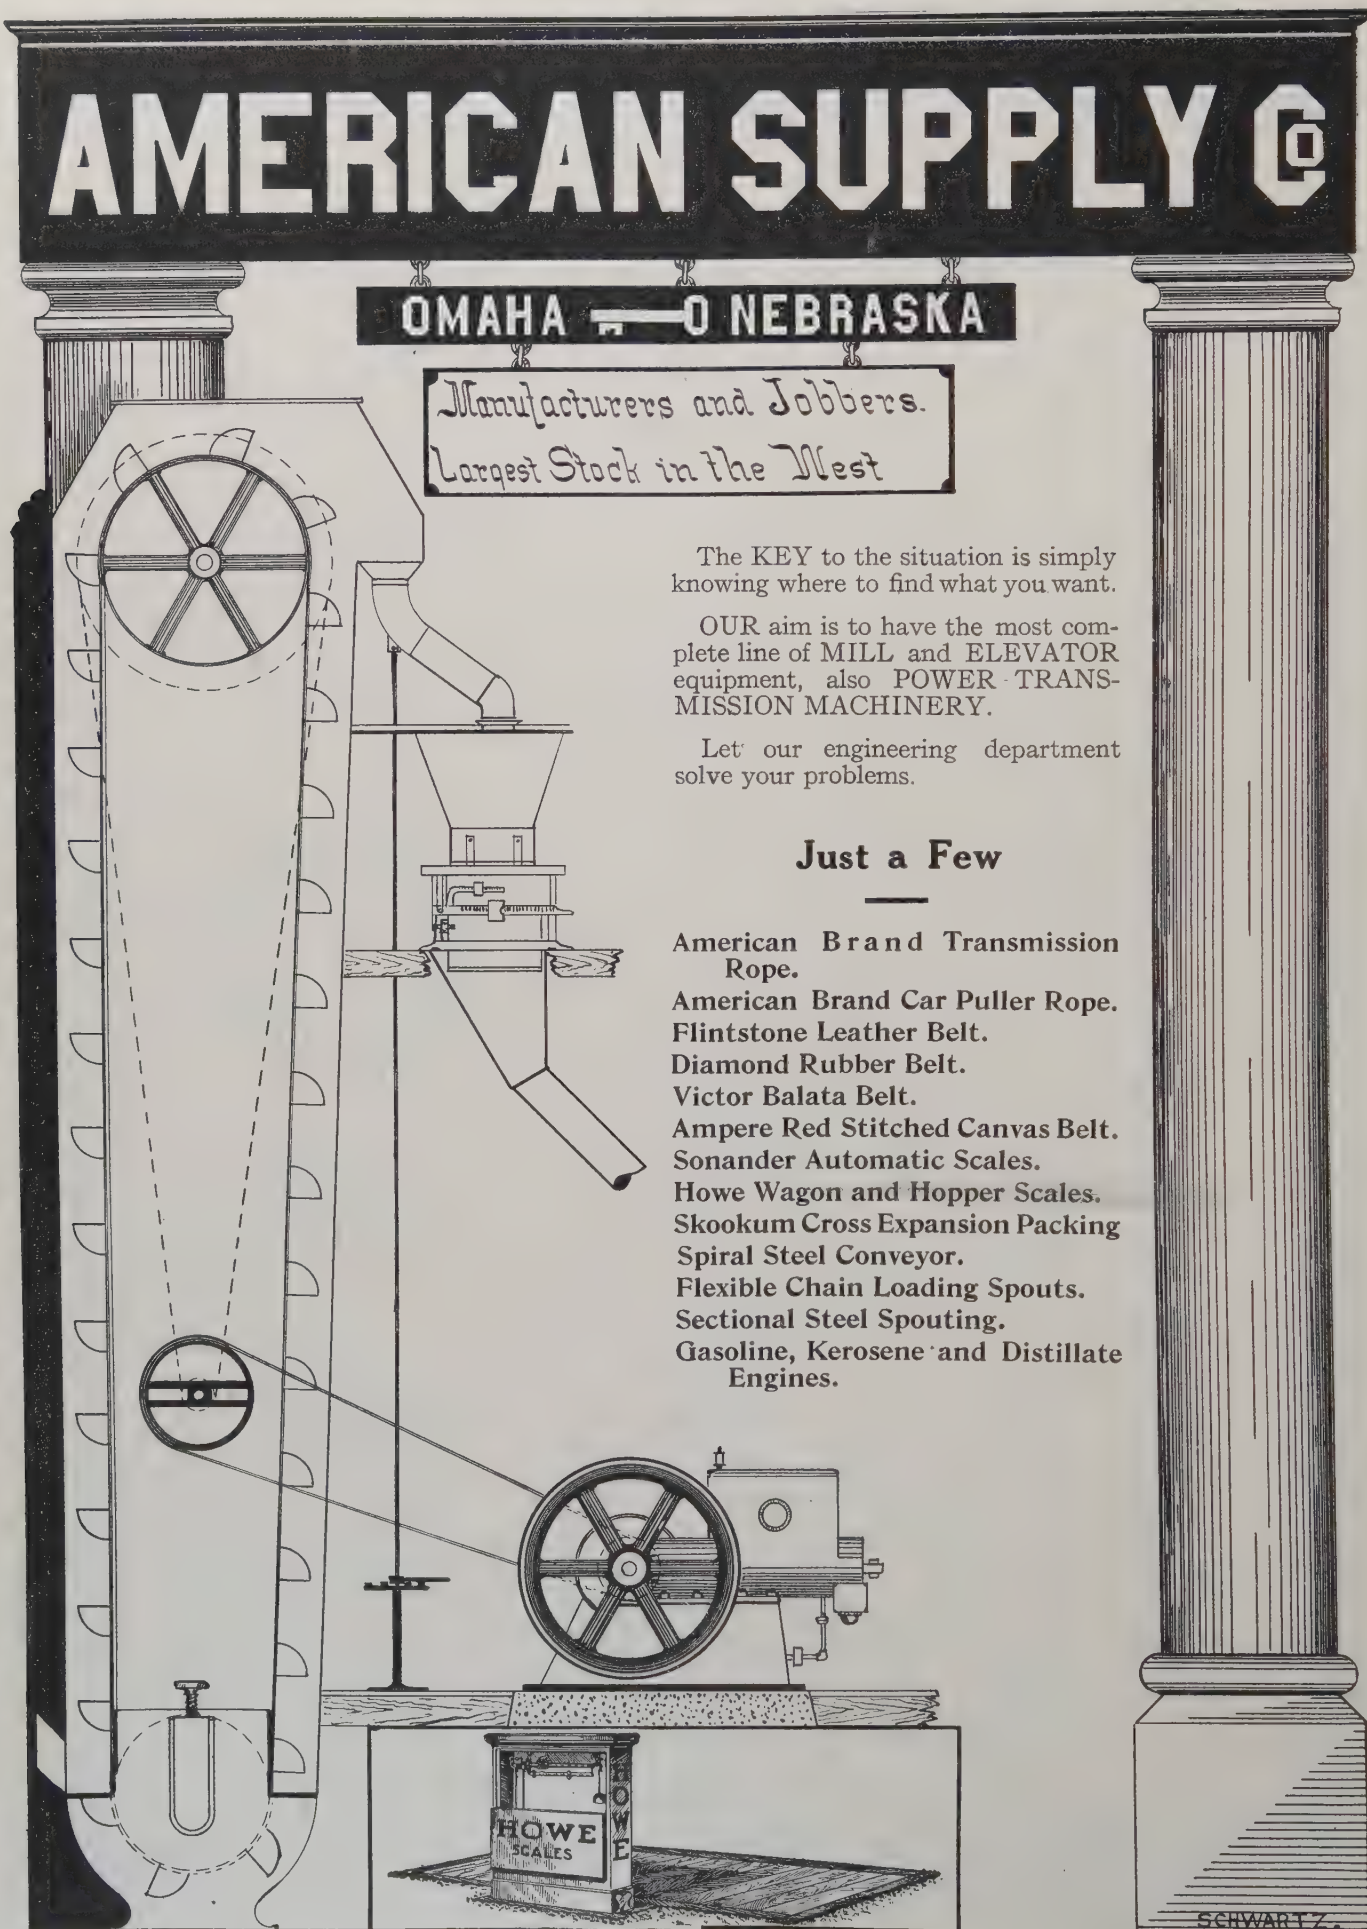 AMERICAN SUPPLY Co
OMAHA NEBRASKA
Manufacturers and Jobbers.
Largest Stock in the West
The KEY to the situation is simply
knowing where to find what you want.
OUR aim is to have the most com-
plete line of MILL and ELEVATOR
equipment, also POWER TRANS-
MISSION MACHINERY.
Let our engineering department
solve your problems.
Just a Few
American Brand Transmission
Rope.
American Brand Car Puller Rope.
Flintstone Leather Belt.
Diamond Rubber Belt.
Victor Balata Belt.
Ampere Red Stitched Canvas Belt.
Sonander Automatic Scales.
Howe Wagon and Hopper Scales.
Skookum Cross Expansion Packing
Spiral Steel Conveyor.
Flexible Chain Loading Spouts.
Sectional Steel Spouting.
Gasoline, Kerosene and Distillate
Engines.
HOWE
SCALES
HOWE
SCHWARTZ.